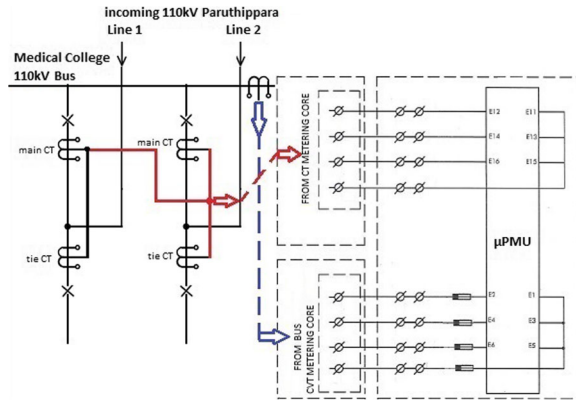 incoming 110kV Paruthippara
Line 1
Line 2
Medical College
110kV Bus
main CT
main CT
tie CT
tie CT
FROM CT METERING CORE
FROM BUS
CVT METERING CORE
E12
E11
E14
E13
E16
E15
µPMU
E2
E1
E4
E3
E6
E5